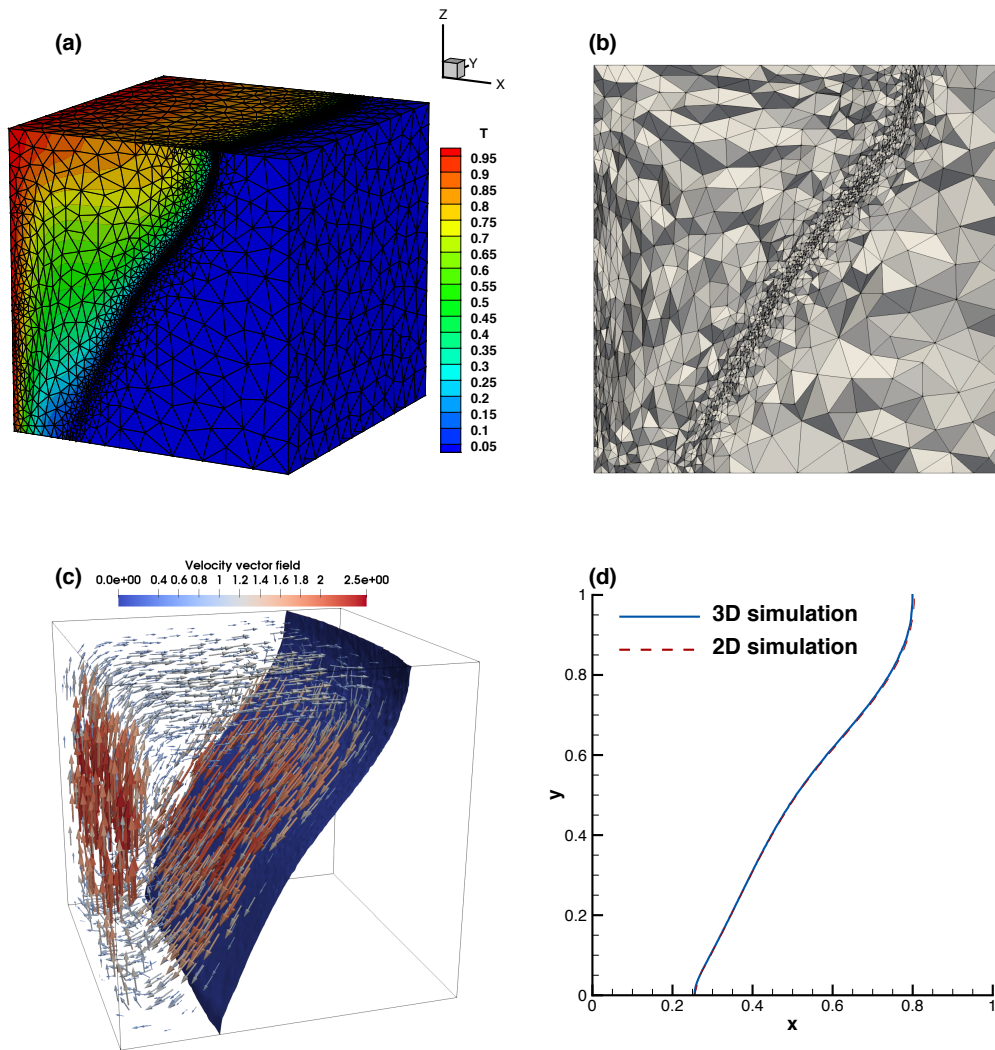 (a)
Z
Y
X
T
0.95
0.9
0.85
0.8
0.75
0.7
0.65
0.6
0.55
0.5
0.45
0.4
0.35
0.3
0.25
0.2
0.15
0.1
0.05
(b)
(c)
Velocity vector field
0.0e+00 0.4 0.6 0.8 1 1.2 1.4 1.6 1.8 2 2.5e+00
(d)
3D simulation
2D simulation
1
0.8
0.6
0.4
0.2
0
y
0 0.2 0.4 0.6 0.8 1
x